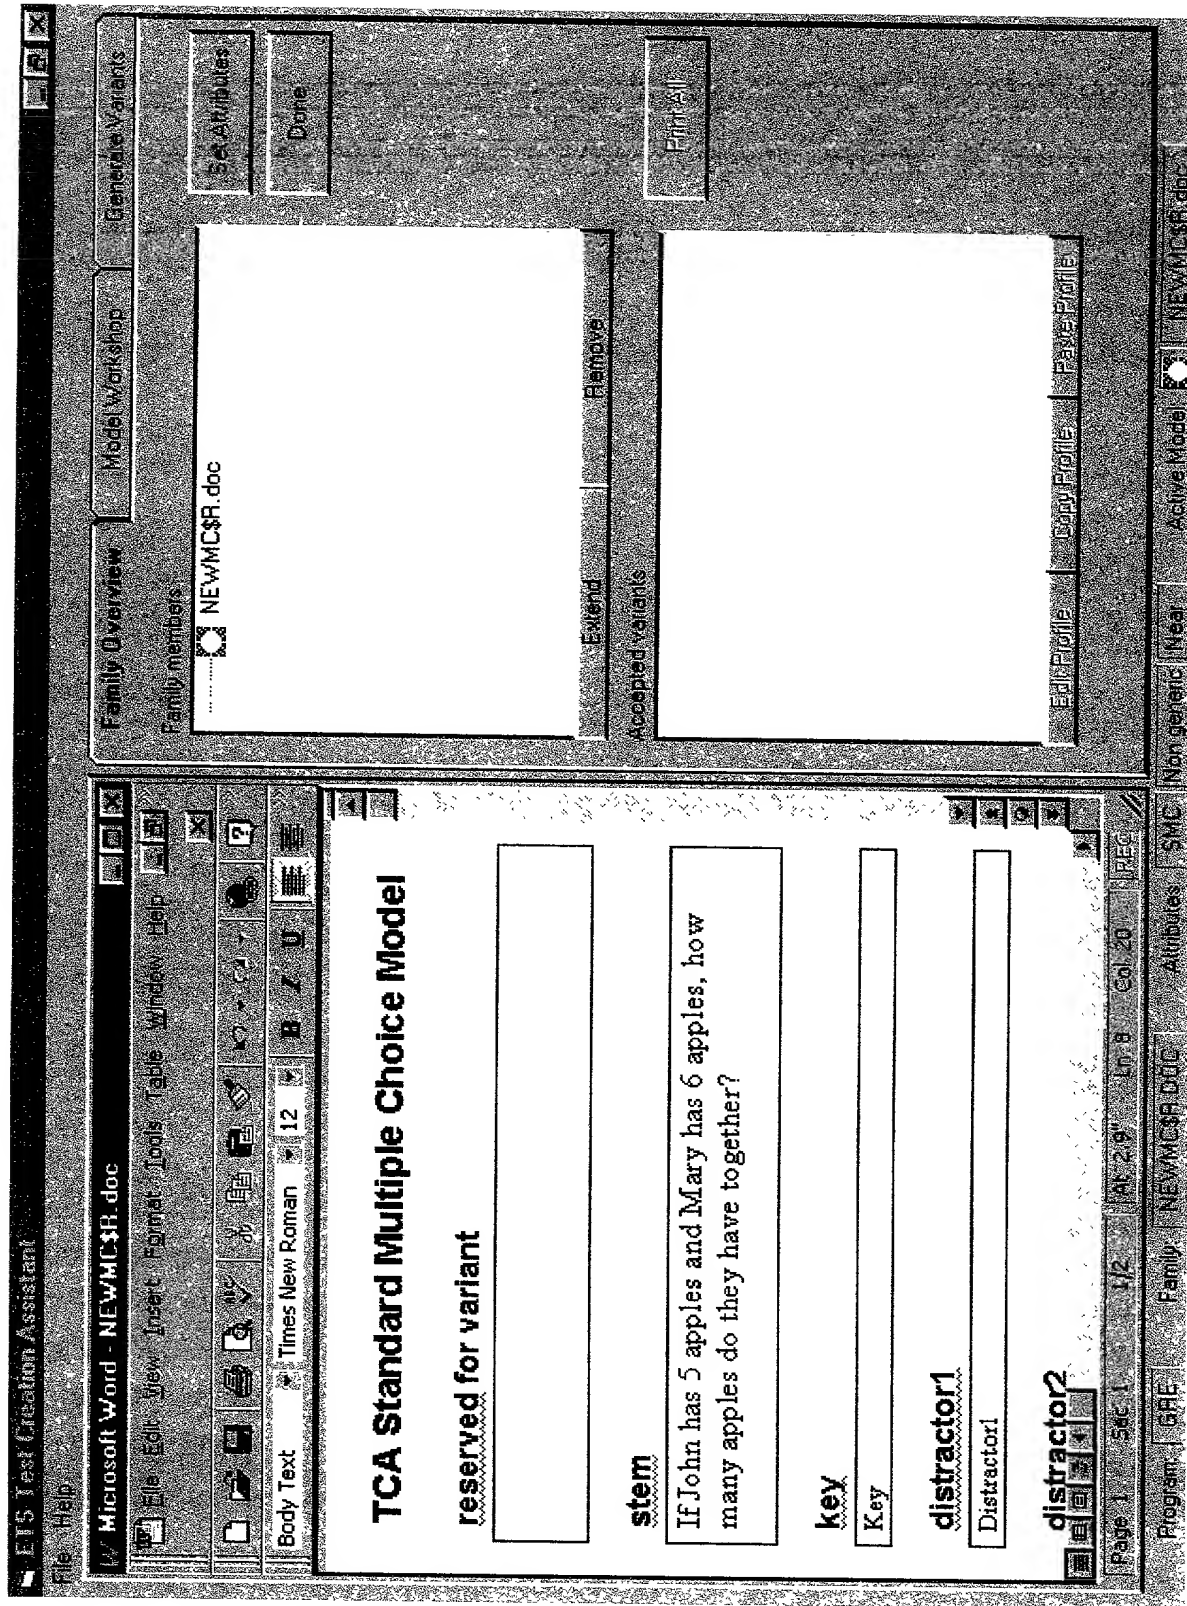 ETS Test Creation Assistant
File Help
Microsoft Word - NEWMC$R.doc
File Edit View Insert Format Tools Table Window Help
Body Text Times New Roman 12 B I U
TCA Standard Multiple Choice Model
reserved for variant
stem
If John has 5 apples and Mary has 6 apples, how
many apples do they have together?
key
Key
distractor1
Distractor1
distractor2
Page 1 Sec 1 1/2 At 2.9" Ln 8 Col 20 REC
Family Overview Model Workshop Generate Variants
Family members
NEWMC$R.doc
Set Attributes
Done
Extend Remove
Accepted variants
Print All
Edit Profile Copy Profile Paste Profile
Program: GRE Family: NEWMC$R.DOC Attributes SMC Non generic Near Active Model: NEWMC$R.doc